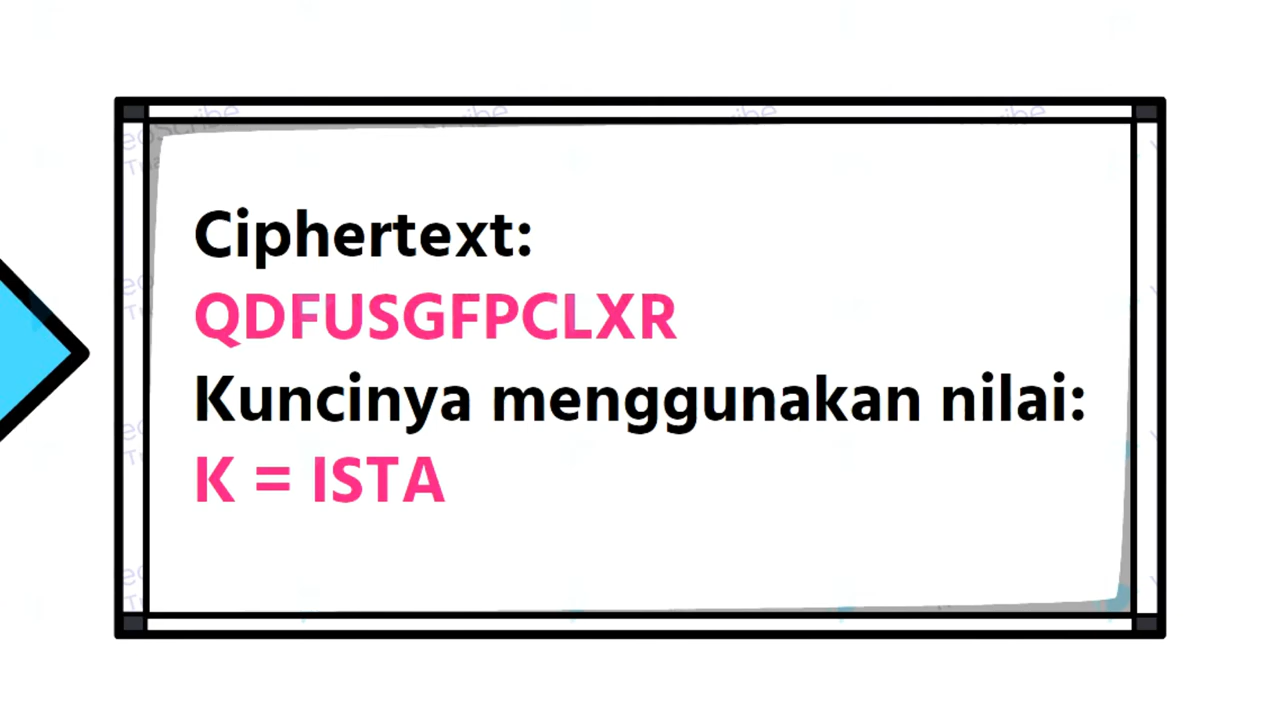 Ciphertext:
QDFUSGFPCLXR
Kuncinya menggunakan nilai:
K = ISTA